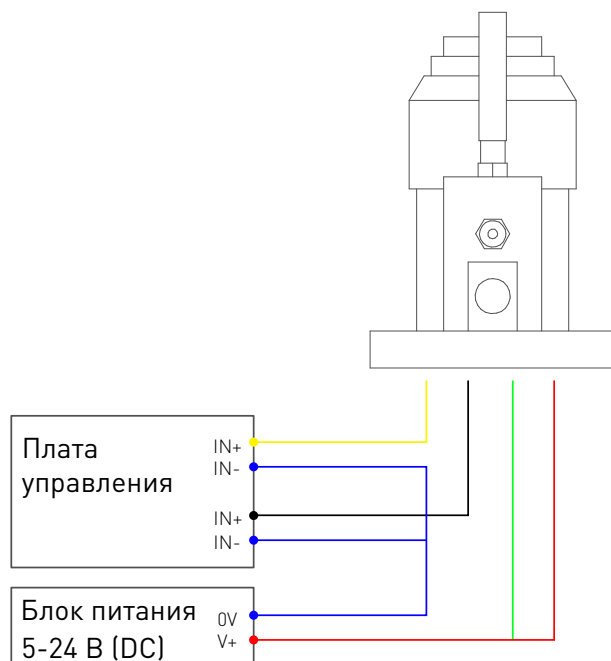 Плата
управления
IN+
IN-
IN+
IN-
Блок питания
5-24 В (DC)
0V
V+